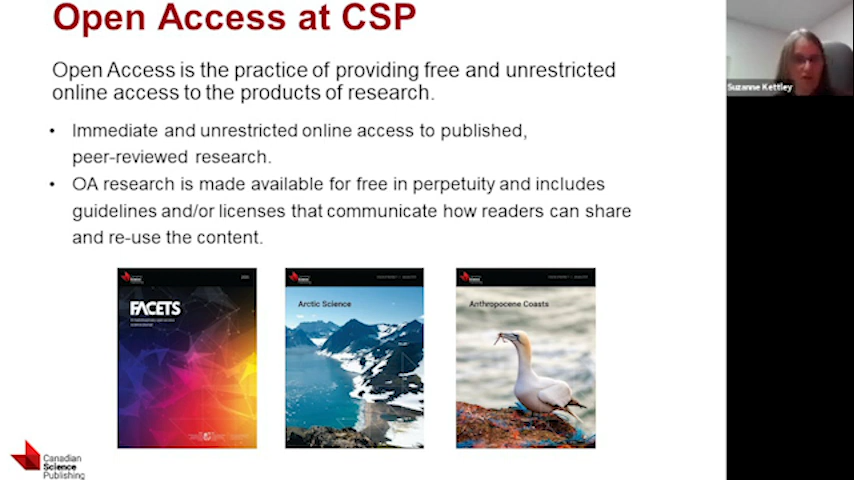 Open Access at CSP
Open Access is the practice of providing free and unrestricted
online access to the products of research.
• Immediate and unrestricted online access to published,
peer-reviewed research.
• OA research is made available for free in perpetuity and includes
guidelines and/or licenses that communicate how readers can share
and re-use the content.
FACETS
Arctic Science
Anthropocene Coasts
Canadian
Science
Publishing
Suzanne Kettley